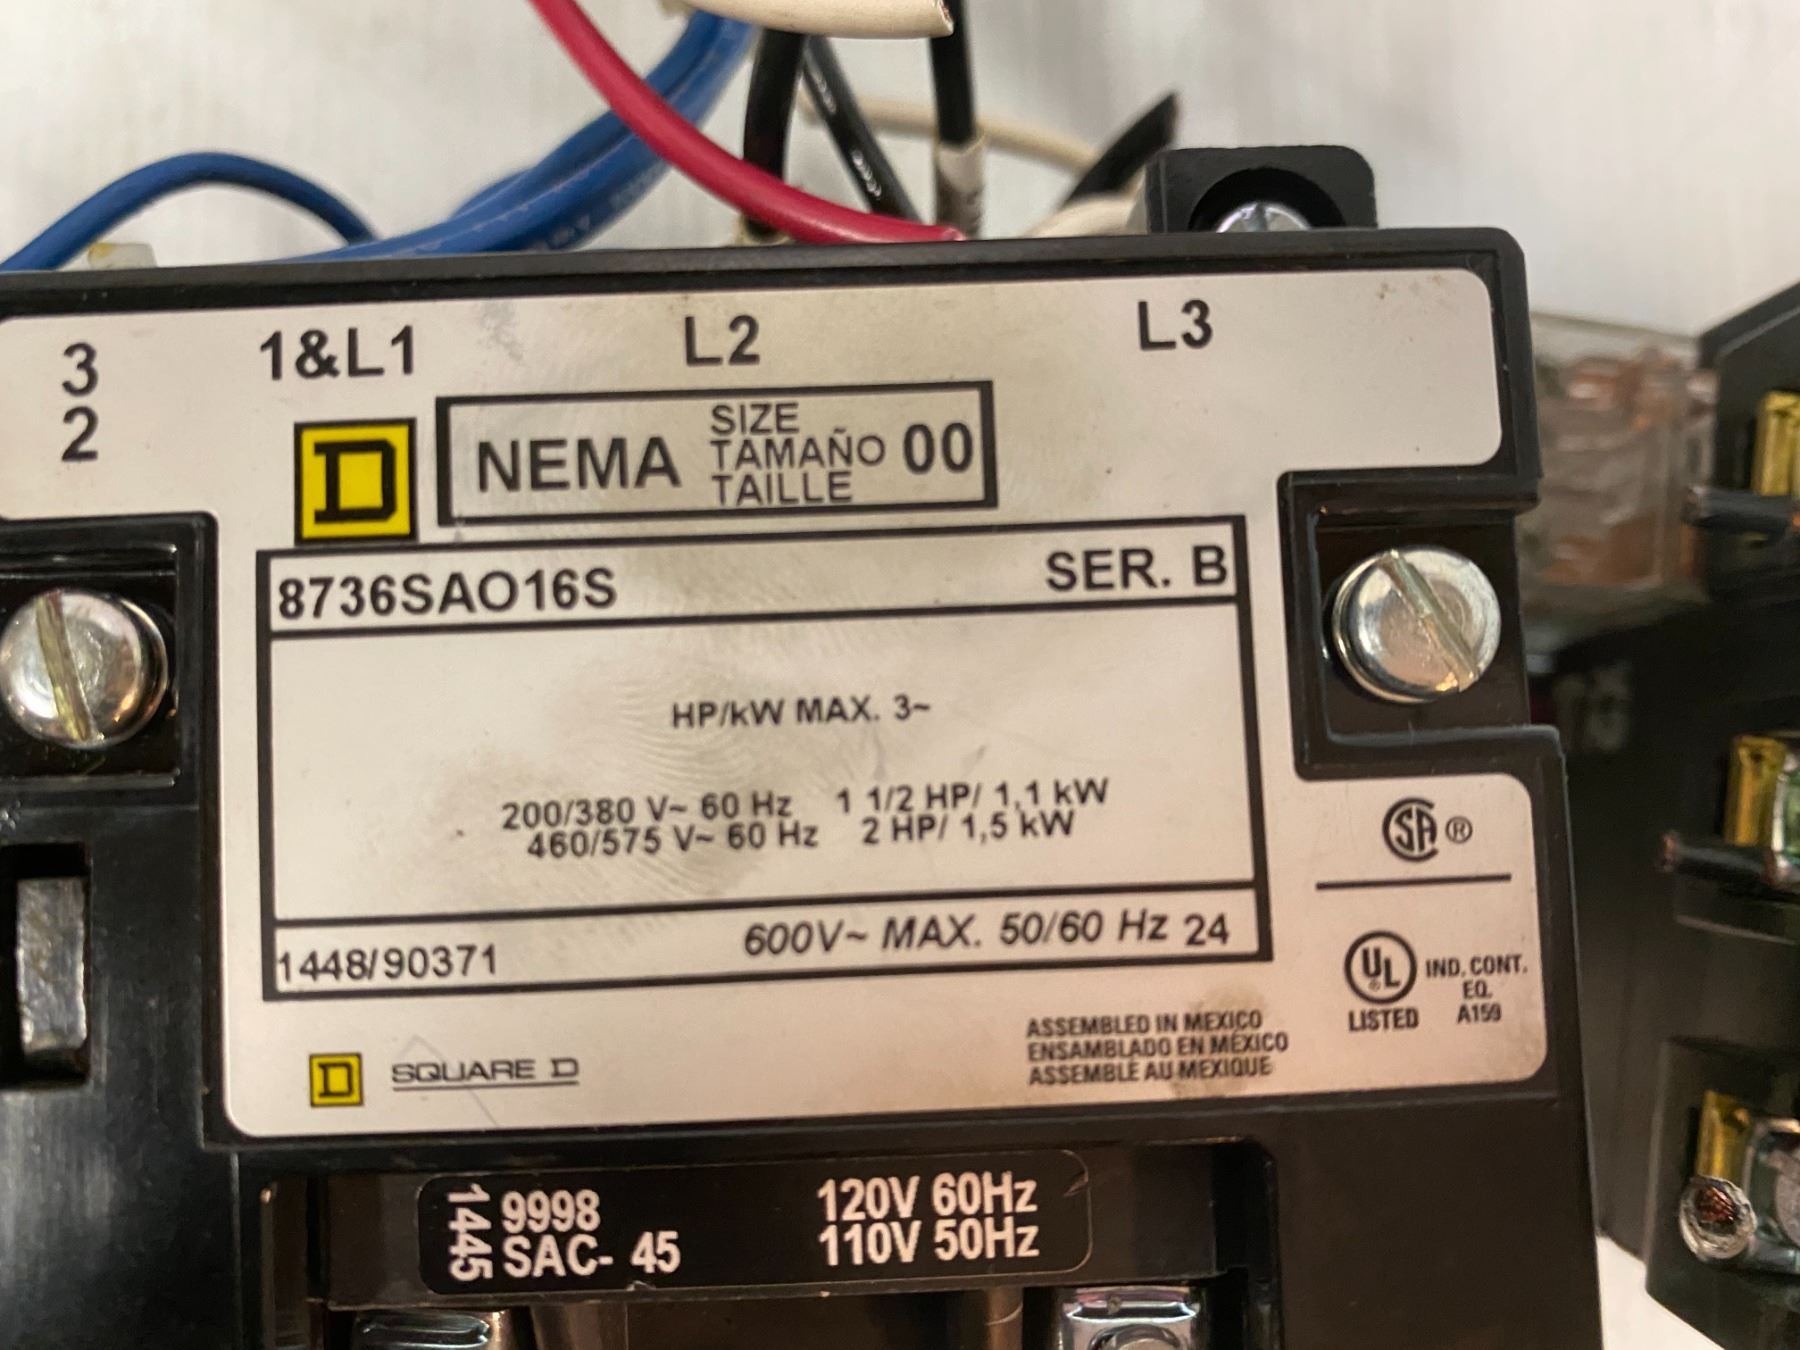 3
2
1&L1
L2
L3
D
NEMA
SIZE
TAMAÑO
TAILLE
00
8736SAO16S
SER. B
HP/kW MAX. 3~
200/380 V~ 60 Hz 1 1/2 HP/ 1,1 kW
460/575 V~ 60 Hz 2 HP/ 1,5 kW
1448/90371
600V~ MAX. 50/60 Hz 24
SA ®
UL ®
LISTED
IND. CONT.
EQ.
A159
D SQUARE D
ASSEMBLED IN MEXICO
ENSAMBLADO EN MÉXICO
ASSEMBLÉ AU MEXIQUE
1445
9998
SAC- 45
120V 60Hz
110V 50Hz